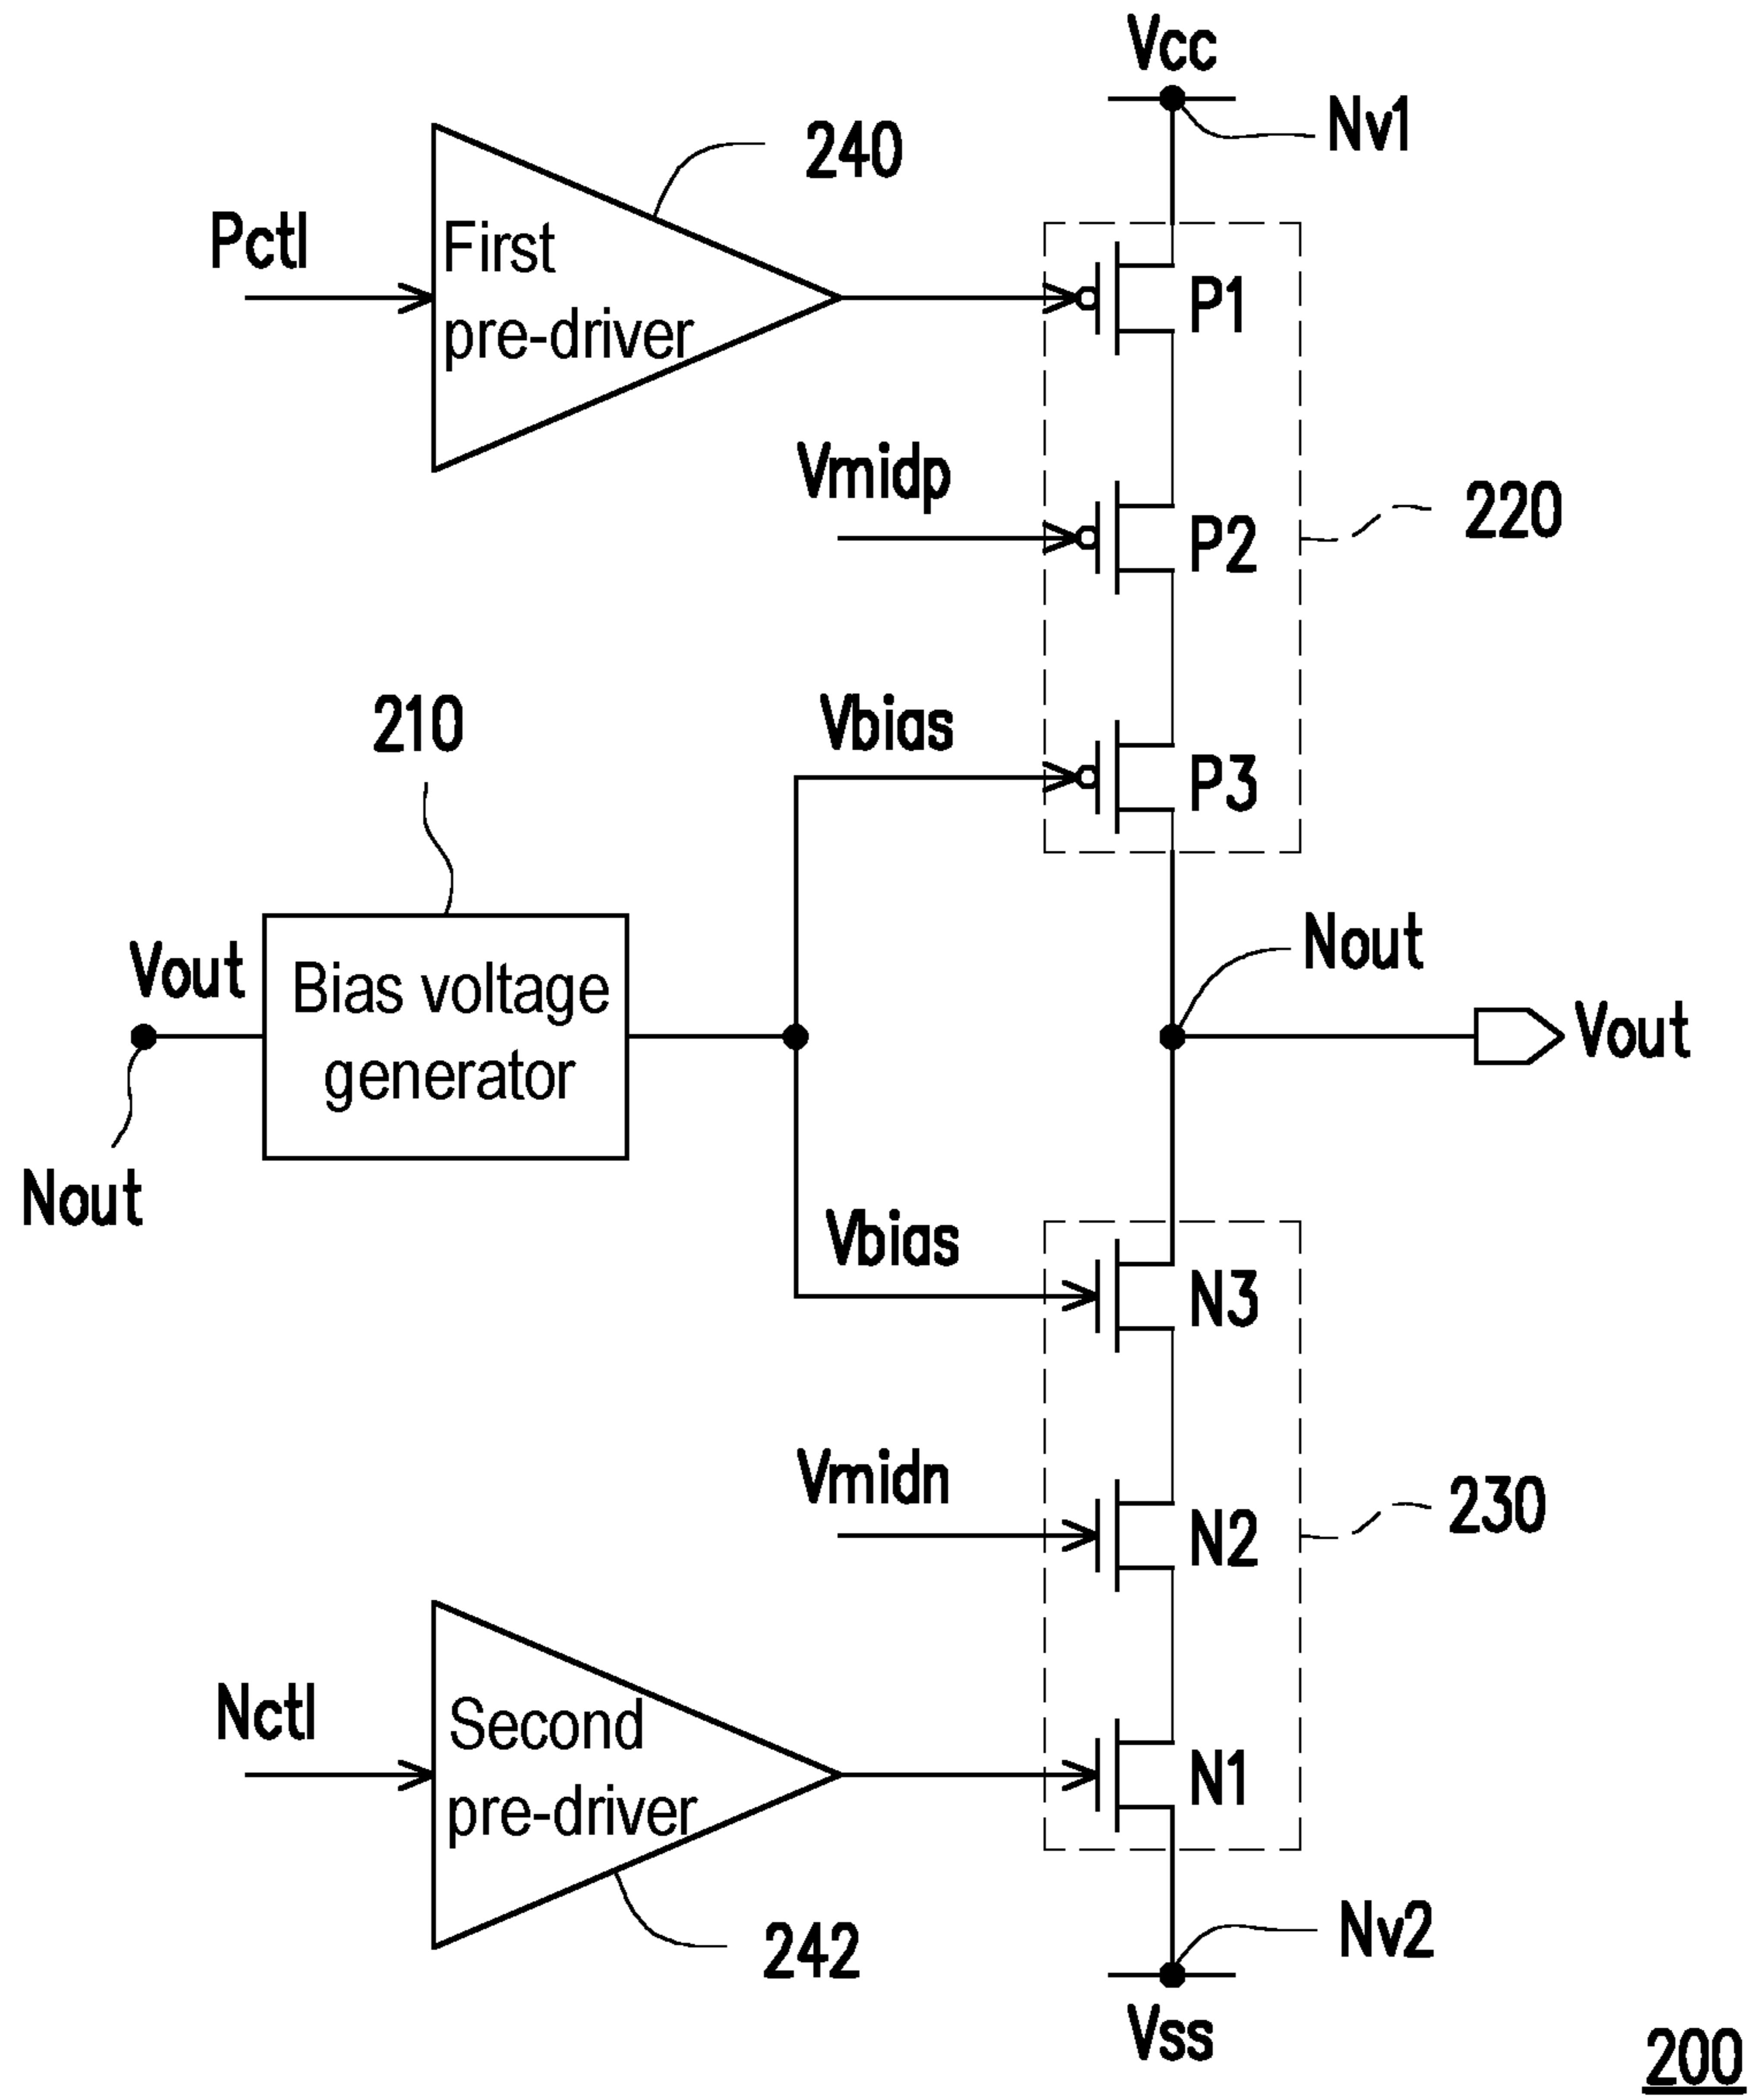 Vcc
Nv1
240
Pctl
First
pre-driver
P1
Vmidp
220
P2
210
Vbias
P3
Vout
Bias voltage
generator
Nout
Nout
Vout
Vbias
N3
Vmidn
230
N2
Nctl
Second
pre-driver
N1
242
Nv2
Vss
200